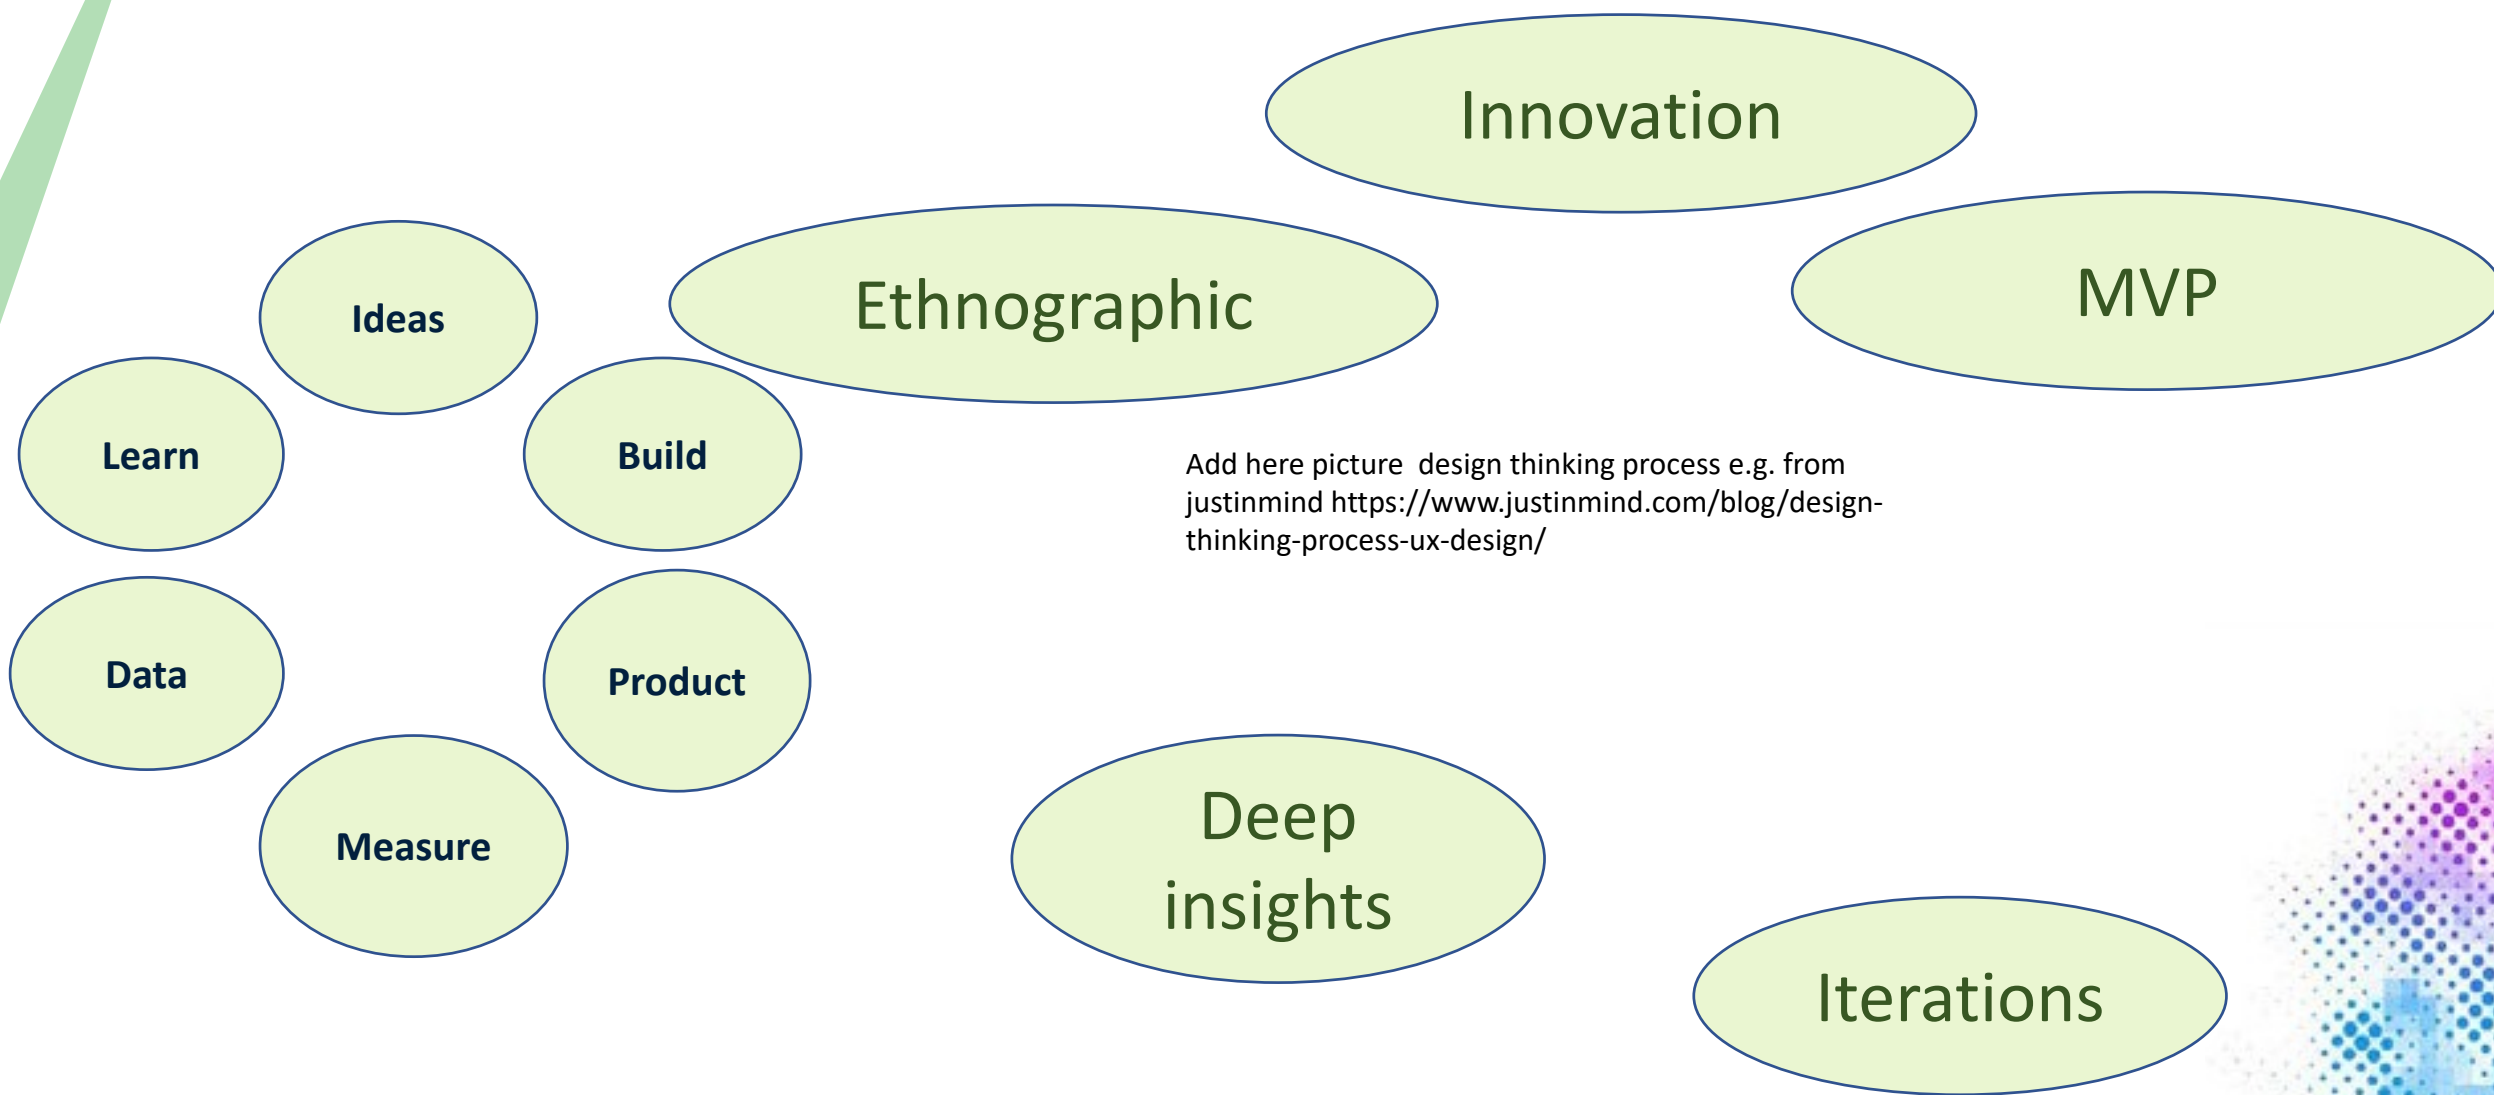 Innovation
Ethnographic
MVP
Ideas
Learn
Build
Add here picture  design thinking process e.g. from
justinmind https://www.justinmind.com/blog/design-
thinking-process-ux-design/
Data
Product
Measure
Deep
insights
Iterations